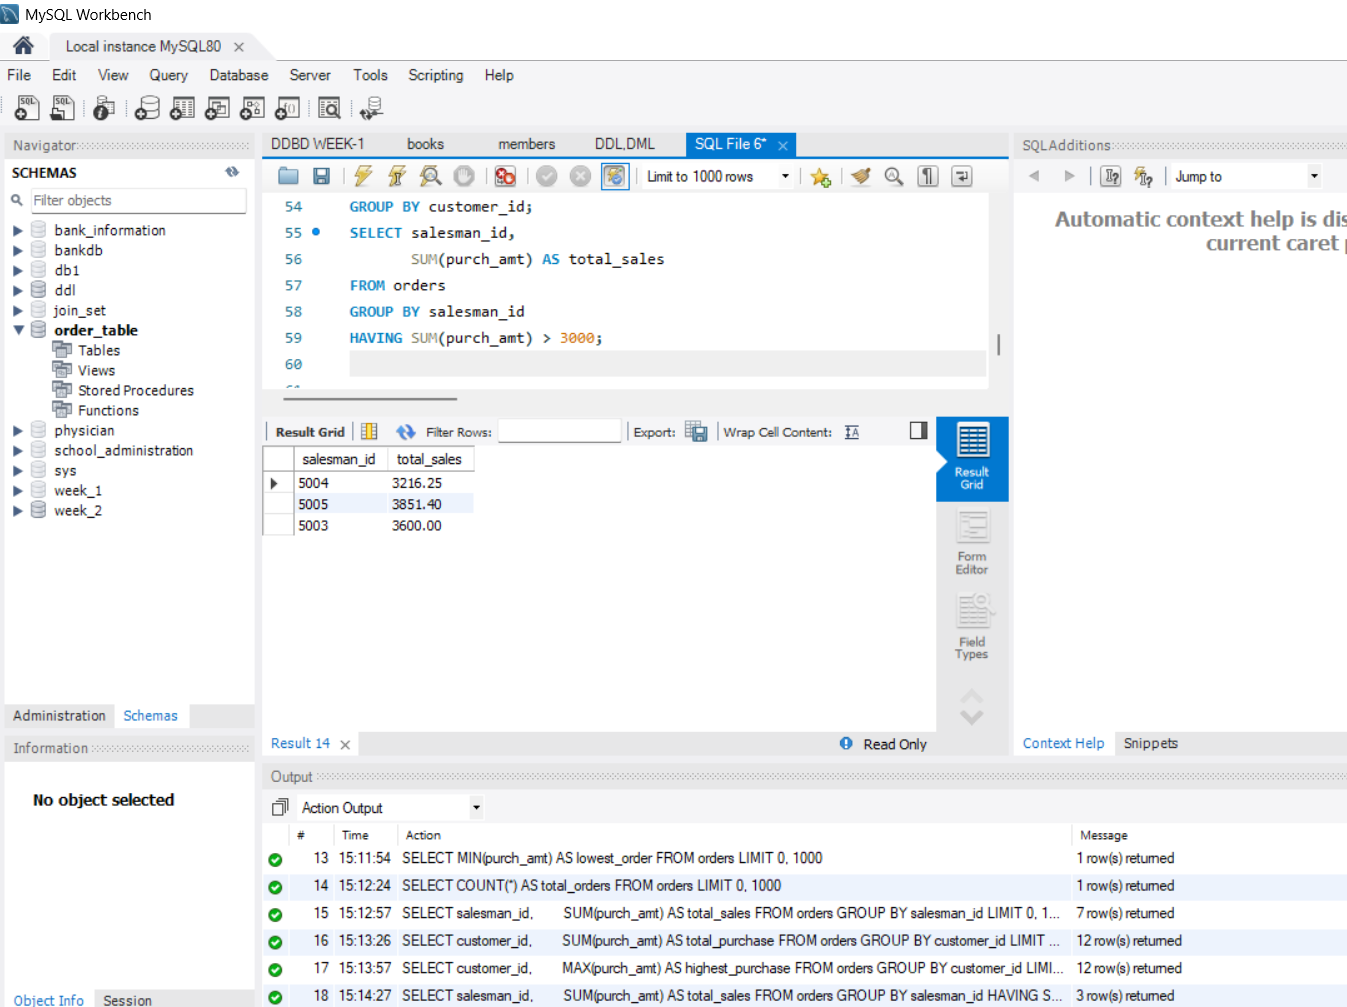 MySQL Workbench
Local instance MySQL80
File Edit View Query Database Server Tools Scripting Help
Navigator
SCHEMAS
Filter objects
bank_information
bankdb
db1
ddl
join_set
order_table
Tables
Views
Stored Procedures
Functions
physician
school_administration
sys
week_1
week_2
Administration Schemas
Information
No object selected
Object Info Session
DDBD WEEK-1 books members DDL,DML SQL File 6*
Limit to 1000 rows
54 GROUP BY customer_id;
55 SELECT salesman_id,
56 SUM(purch_amt) AS total_sales
57 FROM orders
58 GROUP BY salesman_id
59 HAVING SUM(purch_amt) > 3000;
60
Result Grid Filter Rows: Export: Wrap Cell Content:
salesman_id total_sales
5004 3216.25
5005 3851.40
5003 3600.00
Result
Grid
Form
Editor
Field
Types
Result 14 Read Only
SQLAdditions
Jump to
Automatic context help is dis
current caret
Context Help Snippets
Output
Action Output
# Time Action Message
13 15:11:54 SELECT MIN(purch_amt) AS lowest_order FROM orders LIMIT 0, 1000 1 row(s) returned
14 15:12:24 SELECT COUNT(*) AS total_orders FROM orders LIMIT 0, 1000 1 row(s) returned
15 15:12:57 SELECT salesman_id, SUM(purch_amt) AS total_sales FROM orders GROUP BY salesman_id LIMIT 0, 1... 7 row(s) returned
16 15:13:26 SELECT customer_id, SUM(purch_amt) AS total_purchase FROM orders GROUP BY customer_id LIMIT ... 12 row(s) returned
17 15:13:57 SELECT customer_id, MAX(purch_amt) AS highest_purchase FROM orders GROUP BY customer_id LIMI... 12 row(s) returned
18 15:14:27 SELECT salesman_id, SUM(purch_amt) AS total_sales FROM orders GROUP BY salesman_id HAVING S... 3 row(s) returned